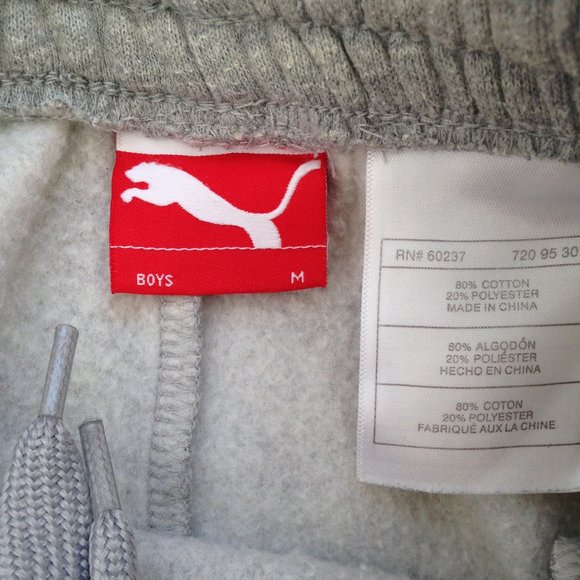 BOYS M
RN# 60237 720 95 30
80% COTTON
20% POLYESTER
MADE IN CHINA
80% ALGODÓN
20% POLIÉSTER
HECHO EN CHINA
80% COTON
20% POLYESTER
FABRIQUÉ AUX LA CHINE